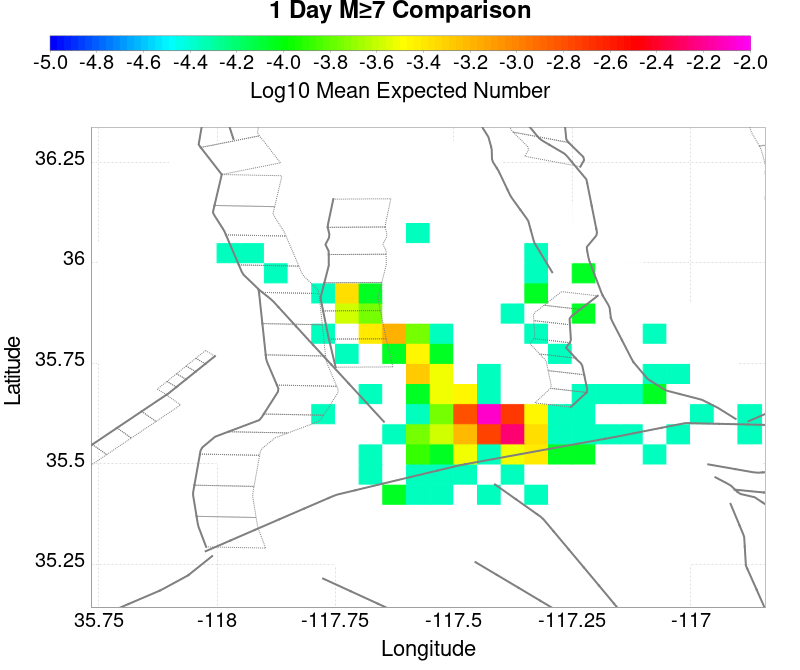 1 Day M≥7 Comparison
-5.0 -4.8 -4.6 -4.4 -4.2 -4.0 -3.8 -3.6 -3.4 -3.2 -3.0 -2.8 -2.6 -2.4 -2.2 -2.0
Log10 Mean Expected Number
36.25
36
35.75
35.5
35.25
Latitude
35.75 -118 -117.75 -117.5 -117.25 -117
Longitude